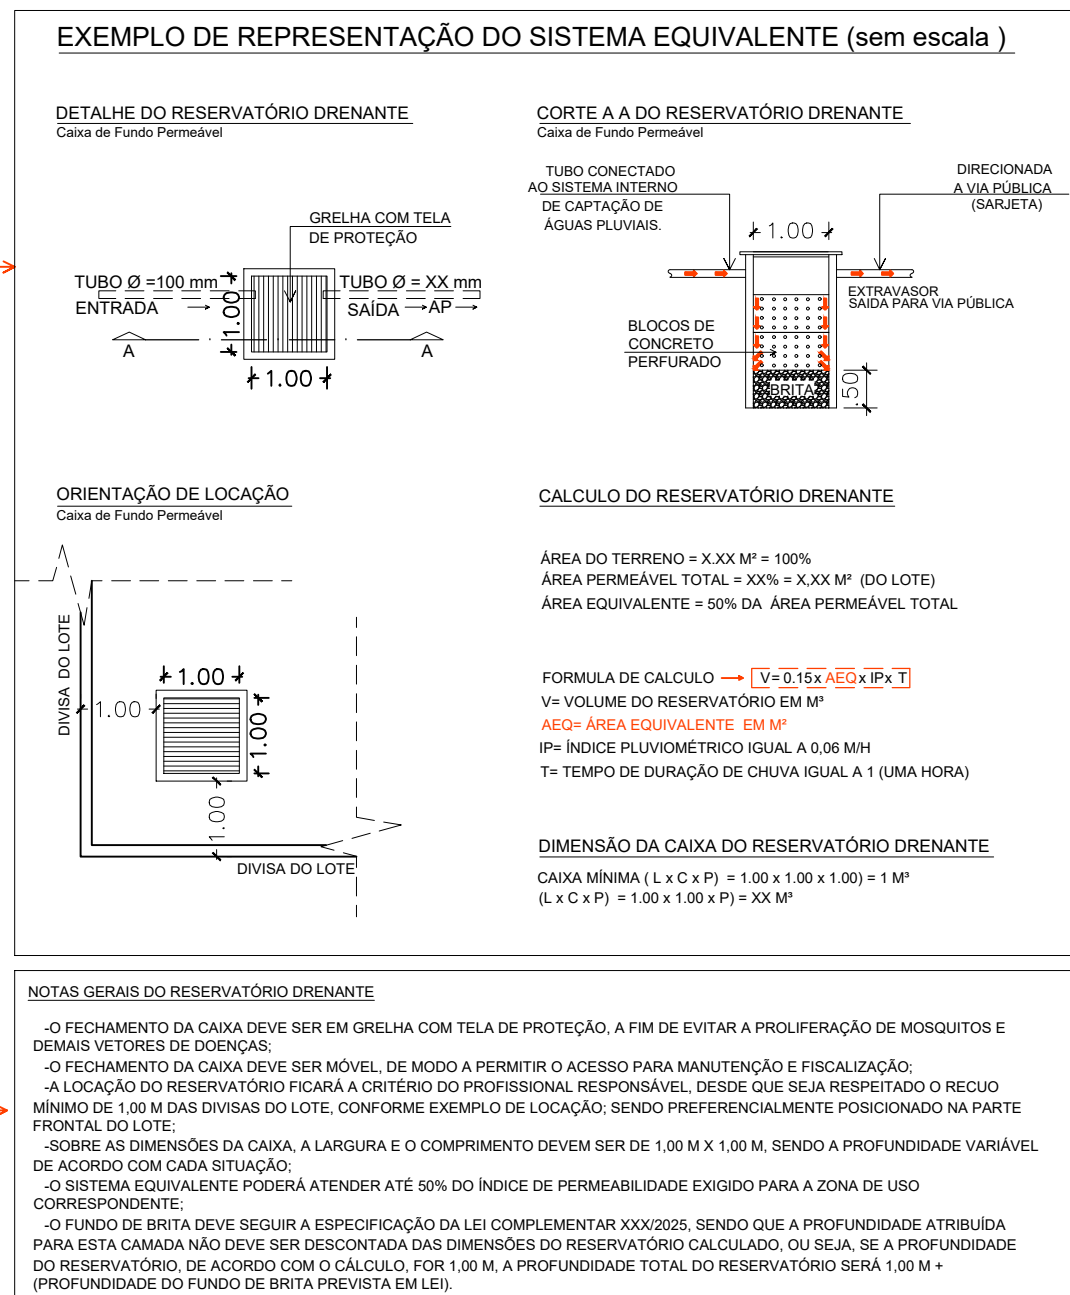 EXEMPLO DE REPRESENTAÇÃO DO SISTEMA EQUIVALENTE (sem escala )
DETALHE DO RESERVATÓRIO DRENANTE
Caixa de Fundo Permeável
GRELHA COM TELA
DE PROTEÇÃO
TUBO Ø =100 mm
ENTRADA
1.00
TUBO Ø = XX mm
SAÍDA
AP
A
A
1.00
CORTE A A DO RESERVATÓRIO DRENANTE
Caixa de Fundo Permeável
TUBO CONECTADO
AO SISTEMA INTERNO
DE CAPTAÇÃO DE
ÁGUAS PLUVIAIS.
DIRECIONADA
A VIA PÚBLICA
(SARJETA)
1.00
EXTRAVASOR
SAIDA PARA VIA PÚBLICA
BLOCOS DE
CONCRETO
PERFURADO
BRITA
.50
ORIENTAÇÃO DE LOCAÇÃO
Caixa de Fundo Permeável
DIVISA DO LOTE
1.00
1.00
1.00
1.00
DIVISA DO LOTE
CALCULO DO RESERVATÓRIO DRENANTE
ÁREA DO TERRENO = X.XX M² = 100%
ÁREA PERMEÁVEL TOTAL = XX% = X,XX M² (DO LOTE)
ÁREA EQUIVALENTE = 50% DA ÁREA PERMEÁVEL TOTAL
FORMULA DE CALCULO V= 0.15x AEQ x IPx T
V= VOLUME DO RESERVATÓRIO EM M³
AEQ= ÁREA EQUIVALENTE EM M²
IP= ÍNDICE PLUVIOMÉTRICO IGUAL A 0,06 M/H
T= TEMPO DE DURAÇÃO DE CHUVA IGUAL A 1 (UMA HORA)
DIMENSÃO DA CAIXA DO RESERVATÓRIO DRENANTE
CAIXA MÍNIMA ( L x C x P) = 1.00 x 1.00 x 1.00) = 1 M³
(L x C x P) = 1.00 x 1.00 x P) = XX M³
NOTAS GERAIS DO RESERVATÓRIO DRENANTE
-O FECHAMENTO DA CAIXA DEVE SER EM GRELHA COM TELA DE PROTEÇÃO, A FIM DE EVITAR A PROLIFERAÇÃO DE MOSQUITOS E
DEMAIS VETORES DE DOENÇAS;
-O FECHAMENTO DA CAIXA DEVE SER MÓVEL, DE MODO A PERMITIR O ACESSO PARA MANUTENÇÃO E FISCALIZAÇÃO;
-A LOCAÇÃO DO RESERVATÓRIO FICARÁ A CRITÉRIO DO PROFISSIONAL RESPONSÁVEL, DESDE QUE SEJA RESPEITADO O RECUO
MÍNIMO DE 1,00 M DAS DIVISAS DO LOTE, CONFORME EXEMPLO DE LOCAÇÃO; SENDO PREFERENCIALMENTE POSICIONADO NA PARTE
FRONTAL DO LOTE;
-SOBRE AS DIMENSÕES DA CAIXA, A LARGURA E O COMPRIMENTO DEVEM SER DE 1,00 M X 1,00 M, SENDO A PROFUNDIDADE VARIÁVEL
DE ACORDO COM CADA SITUAÇÃO;
-O SISTEMA EQUIVALENTE PODERÁ ATENDER ATÉ 50% DO ÍNDICE DE PERMEABILIDADE EXIGIDO PARA A ZONA DE USO
CORRESPONDENTE;
-O FUNDO DE BRITA DEVE SEGUIR A ESPECIFICAÇÃO DA LEI COMPLEMENTAR XXX/2025, SENDO QUE A PROFUNDIDADE ATRIBUÍDA
PARA ESTA CAMADA NÃO DEVE SER DESCONTADA DAS DIMENSÕES DO RESERVATÓRIO CALCULADO, OU SEJA, SE A PROFUNDIDADE
DO RESERVATÓRIO, DE ACORDO COM O CÁLCULO, FOR 1,00 M, A PROFUNDIDADE TOTAL DO RESERVATÓRIO SERÁ 1,00 M +
(PROFUNDIDADE DO FUNDO DE BRITA PREVISTA EM LEI).